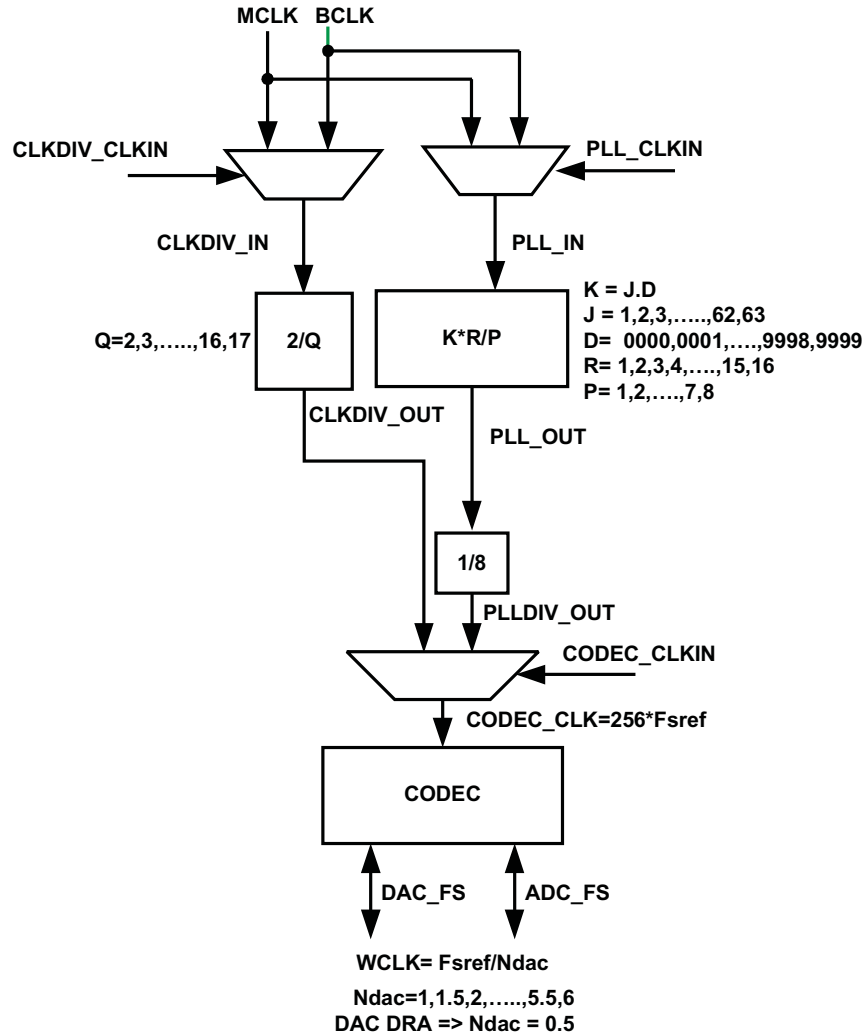 MCLK BCLK
CLKDIV_CLKIN
PLL_CLKIN
CLKDIV_IN
PLL_IN
Q=2,3,.....,16,17
2/Q
K*R/P
K = J.D
J = 1,2,3,.....,62,63
D= 0000,0001,....,9998,9999
R= 1,2,3,4,....,15,16
P= 1,2,....,7,8
CLKDIV_OUT
PLL_OUT
1/8
PLLDIV_OUT
CODEC_CLKIN
CODEC_CLK=256*Fsref
CODEC
DAC_FS
ADC_FS
WCLK= Fsref/Ndac
Ndac=1,1.5,2,.....,5.5,6
DAC DRA => Ndac = 0.5